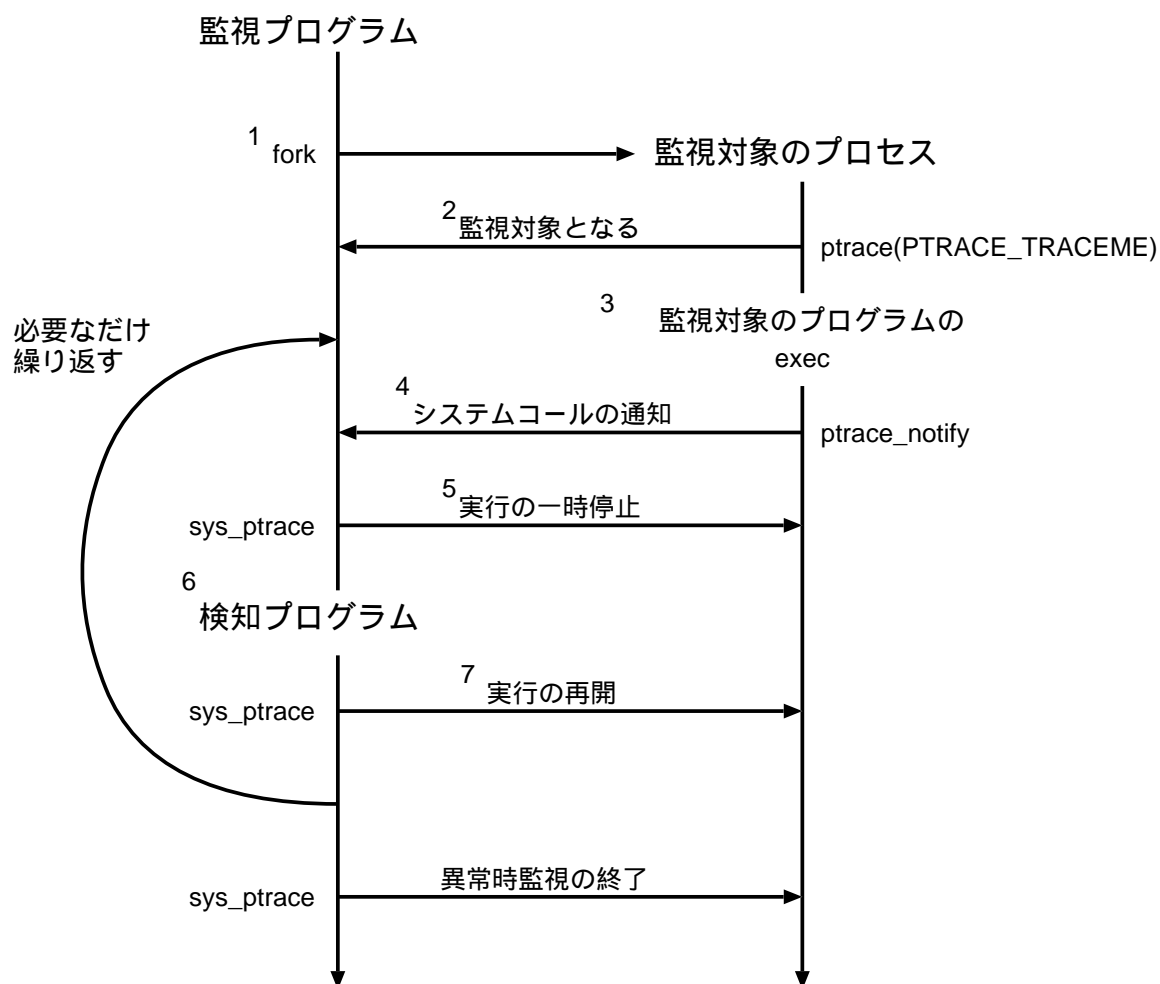 監視プログラム
1
fork
監視対象のプロセス
2
監視対象となる
ptrace(PTRACE_TRACEME)
3
監視対象のプログラムの
exec
必要なだけ
繰り返す
4
システムコールの通知
ptrace_notify
5
実行の一時停止
sys_ptrace
6
検知プログラム
7
実行の再開
sys_ptrace
異常時監視の終了
sys_ptrace